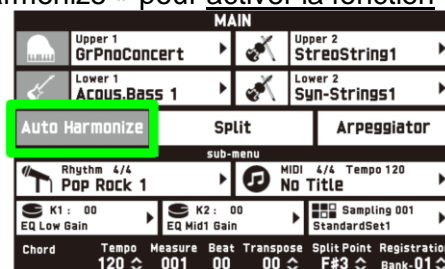 armonize » pour activer la fonction
MAIN
Upper 1
GrPnoConcert
Upper 2
StreoString1
Lower 1
Acous.Bass 1
Lower 2
Syn-Strings1
Auto Harmonize Split Arpeggiator
sub-menu
Rhythm 4/4
Pop Rock 1
MIDI 4/4 Tempo 120
No Title
K1 : 00
EQ Low Gain
K2 : 00
EQ Mid1 Gain
Sampling 001
StandardSet1
Chord Tempo Measure Beat Transpose Split Point Registratio
120 001 00 00 F#3 Bank-01